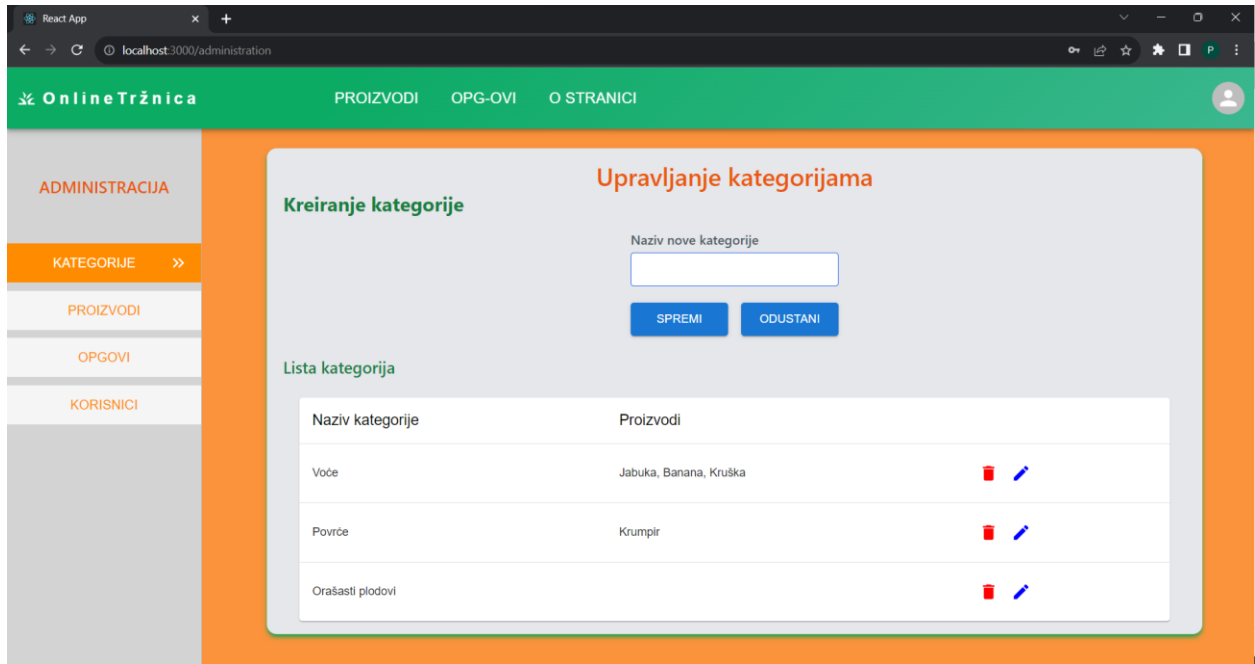 React App
localhost:3000/administration
P
OnlineTržnica PROIZVODI OPG-OVI O STRANICI
ADMINISTRACIJA
KATEGORIJE
PROIZVODI
OPGOVI
KORISNICI
Upravljanje kategorijama
Kreiranje kategorije
Naziv nove kategorije
SPREMI ODUSTANI
Lista kategorija
Naziv kategorije Proizvodi
Voće Jabuka, Banana, Kruška
Povrće Krumpir
Orašasti plodovi